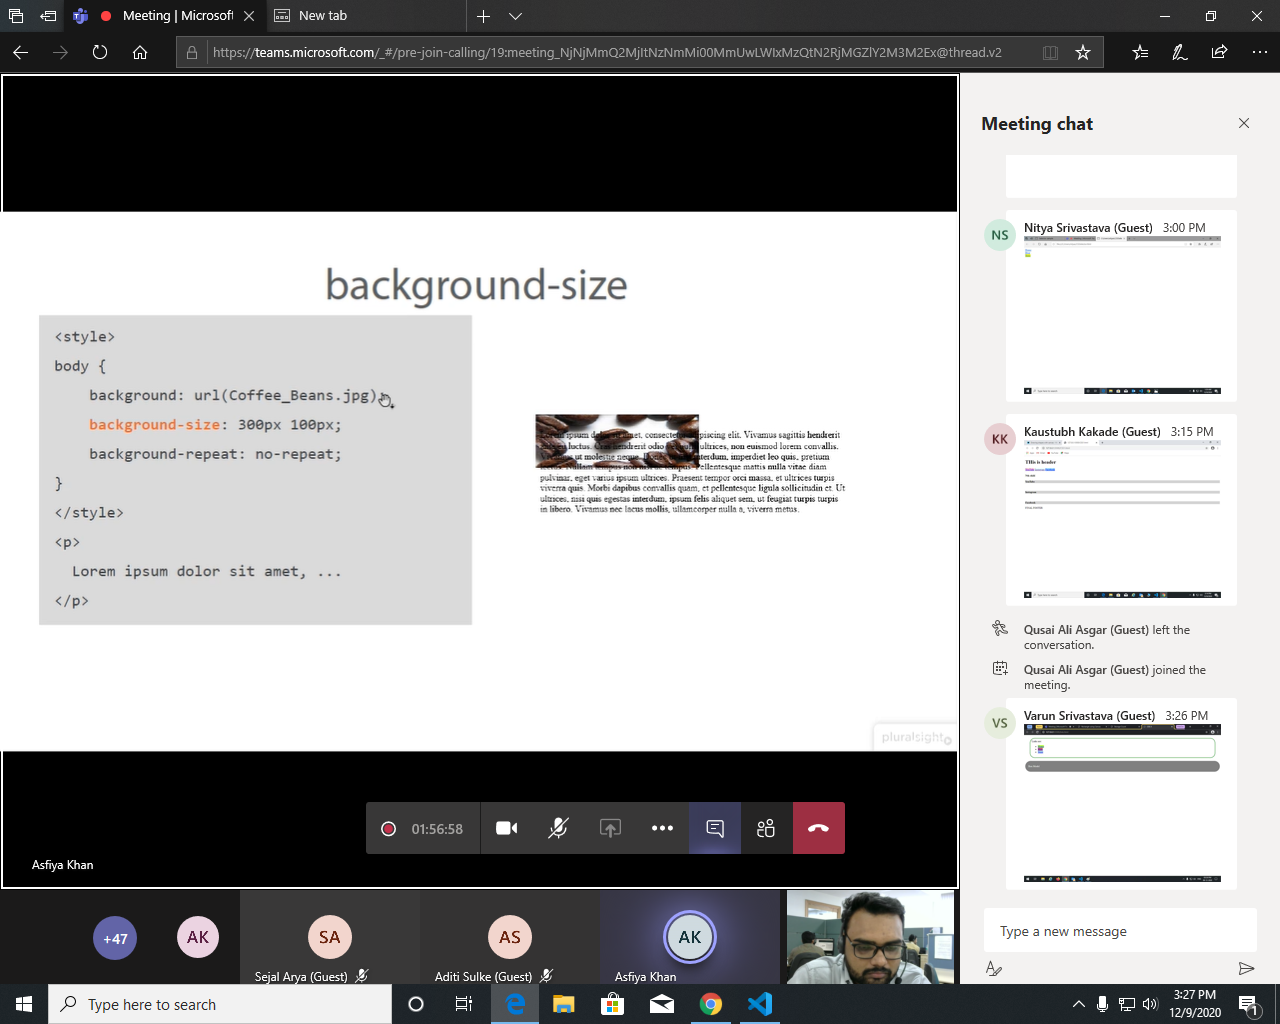 Meeting | Microsoft
New tab
https://teams.microsoft.com/_#/pre-join-calling/19:meeting_NjNjMmQ2MjItNzNmMi00MmUwLWIxMzQtN2RjMGZlY2M3M2Ex@thread.v2
background-size
<style>
body {
background: url(Coffee_Beans.jpg);
background-size: 300px 100px;
background-repeat: no-repeat;
}
</style>
<p>
Lorem ipsum dolor sit amet, ...
</p>
Lorem ipsum dolor sit amet, consectetur adipiscing elit. Vivamus sagittis hendrerit
luctus. Cras hendrerit odio ultrices, non euismod lorem convallis.
ut molestie neque. Donec interdum, imperdiet leo quis, pretium
Nullam tempus non nisl Pellentesque mattis nulla vitae diam
pulvinar, eget varius ipsum ultrices. Praesent tempor orci massa, et ultrices turpis
viverra quis. Morbi dapibus convallis quam, et pellentesque ligula sollicitudin et. Ut
ultrices, nisi quis egestas interdum, ipsum felis aliquet sem, ut feugiat turpis turpis
in libero. Vivamus nec lacus mollis, ullamcorper nulla a, viverra metus.
pluralsight
01:56:58
Asfiya Khan
+47
AK
SA
Sejal Arya (Guest)
AS
Aditi Sulke (Guest)
AK
Asfiya Khan
Meeting chat
NS
Nitya Srivastava (Guest) 3:00 PM
KK
Kaustubh Kakade (Guest) 3:15 PM
THis is header
Qusai Ali Asgar (Guest) left the
conversation.
Qusai Ali Asgar (Guest) joined the
meeting.
VS
Varun Srivastava (Guest) 3:26 PM
Type a new message
Type here to search
3:27 PM
12/9/2020
1